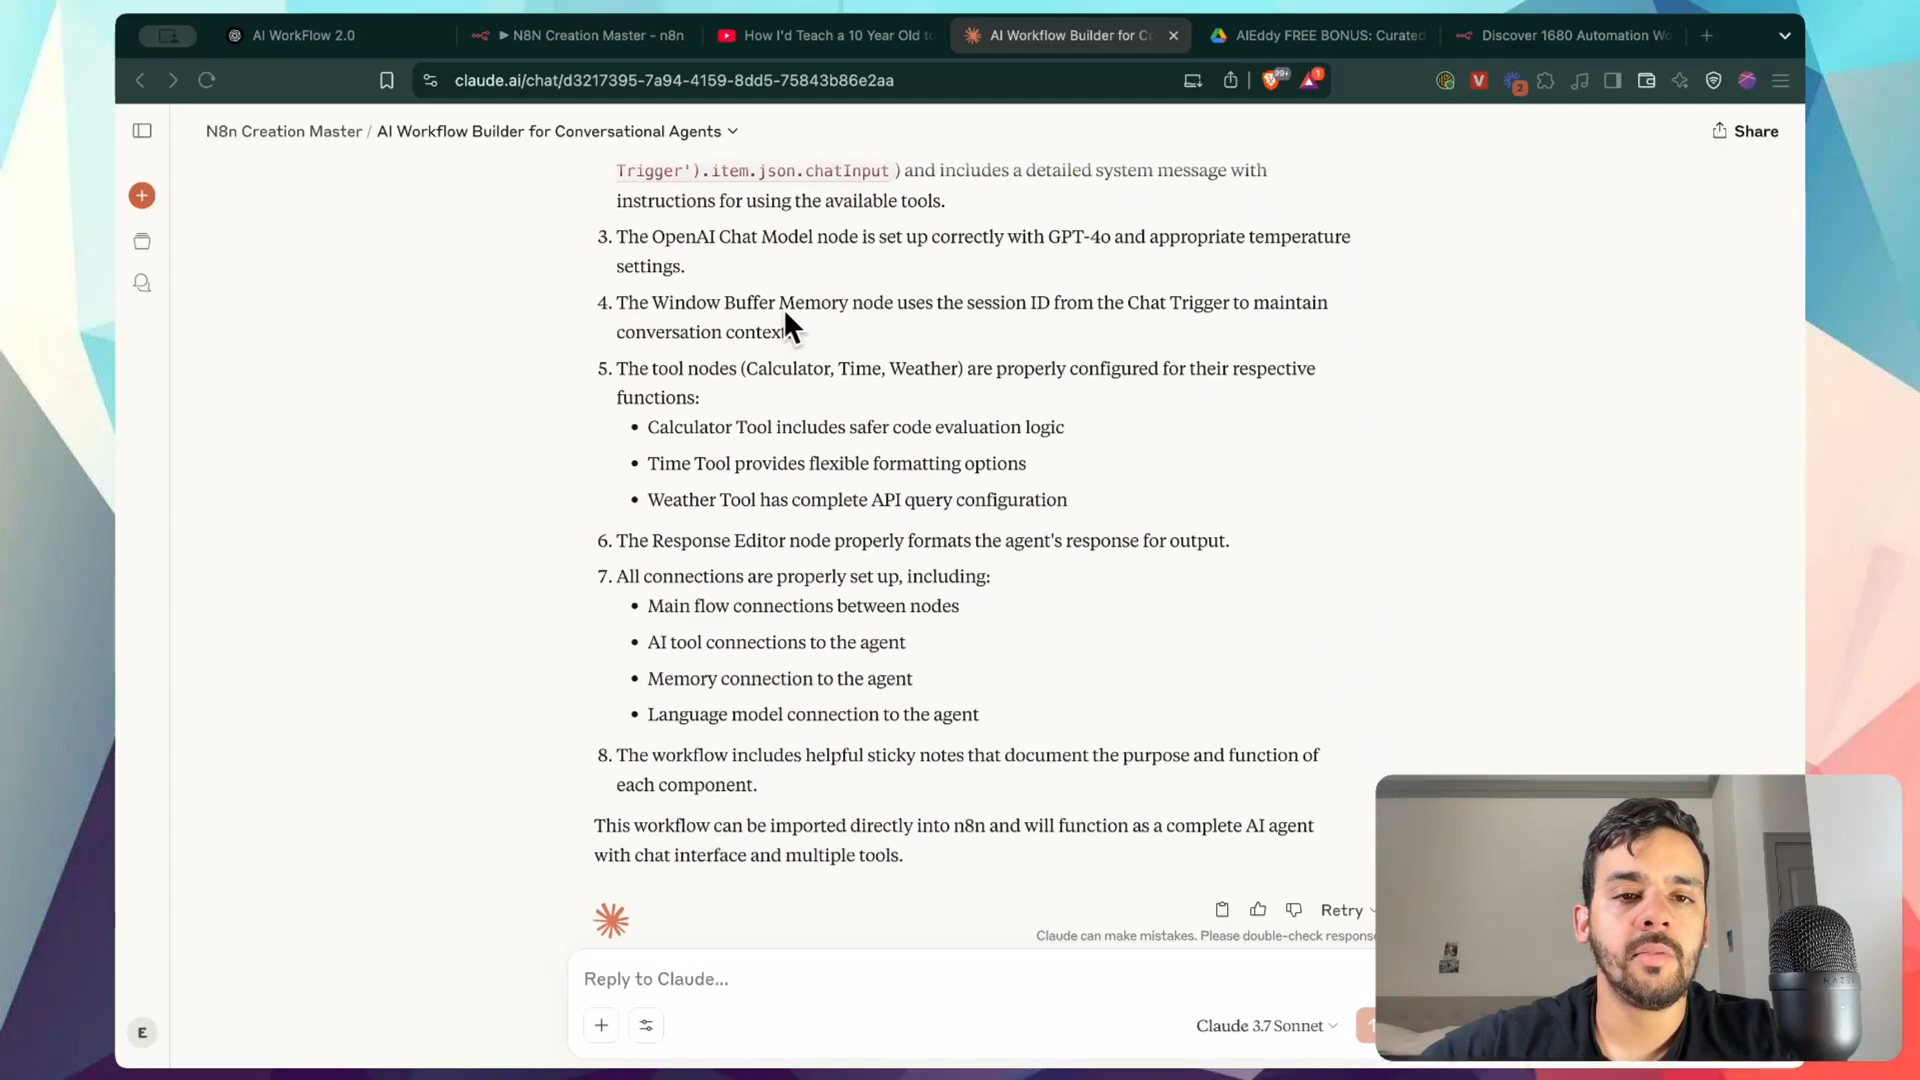 AI WorkFlow 2.0
▶ N8N Creation Master - n8n
How I'd Teach a 10 Year Old to
AI Workflow Builder for Co
AIEddy FREE BONUS: Curated
Discover 1680 Automation Wo
claude.ai/chat/d3217395-7a94-4159-8dd5-75843b86e2aa
99+
1
V
2
N8n Creation Master / AI Workflow Builder for Conversational Agents
Share
Trigger').item.json.chatInput ) and includes a detailed system message with
instructions for using the available tools.
3. The OpenAI Chat Model node is set up correctly with GPT-4o and appropriate temperature
settings.
4. The Window Buffer Memory node uses the session ID from the Chat Trigger to maintain
conversation context
5. The tool nodes (Calculator, Time, Weather) are properly configured for their respective
functions:
• Calculator Tool includes safer code evaluation logic
• Time Tool provides flexible formatting options
• Weather Tool has complete API query configuration
6. The Response Editor node properly formats the agent's response for output.
7. All connections are properly set up, including:
• Main flow connections between nodes
• AI tool connections to the agent
• Memory connection to the agent
• Language model connection to the agent
8. The workflow includes helpful sticky notes that document the purpose and function of
each component.
This workflow can be imported directly into n8n and will function as a complete AI agent
with chat interface and multiple tools.
Retry
Claude can make mistakes. Please double-check response
Reply to Claude...
Claude 3.7 Sonnet
E